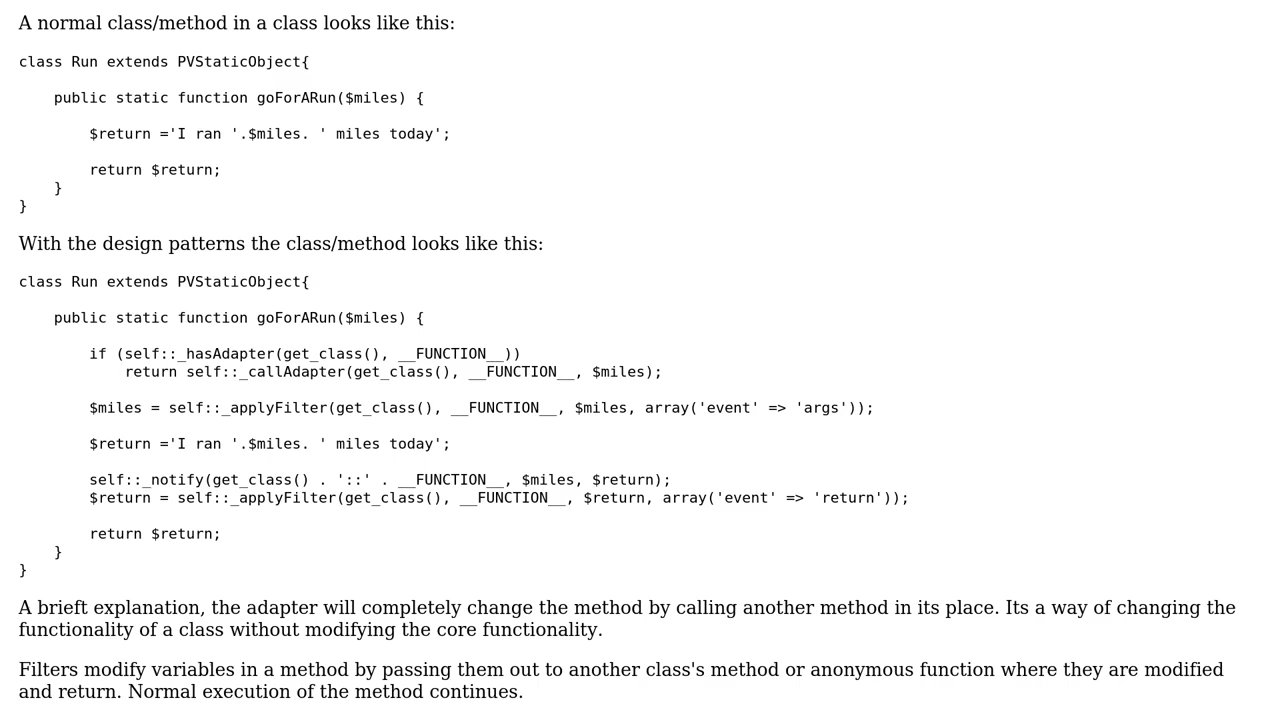 A normal class/method in a class looks like this:
class Run extends PVStaticObject{
    public static function goForARun($miles) {
        $return ='I ran '.$miles. ' miles today';
        return $return;
    }
}
With the design patterns the class/method looks like this:
class Run extends PVStaticObject{
    public static function goForARun($miles) {
        if (self::_hasAdapter(get_class(), __FUNCTION__))
            return self::_callAdapter(get_class(), __FUNCTION__, $miles);
        $miles = self::_applyFilter(get_class(), __FUNCTION__, $miles, array('event' => 'args'));
        $return ='I ran '.$miles. ' miles today';
        self::_notify(get_class() . '::' . __FUNCTION__, $miles, $return);
        $return = self::_applyFilter(get_class(), __FUNCTION__, $return, array('event' => 'return'));
        return $return;
    }
}
A brieft explanation, the adapter will completely change the method by calling another method in its place. Its a way of changing the
functionality of a class without modifying the core functionality.
Filters modify variables in a method by passing them out to another class's method or anonymous function where they are modified
and return. Normal execution of the method continues.